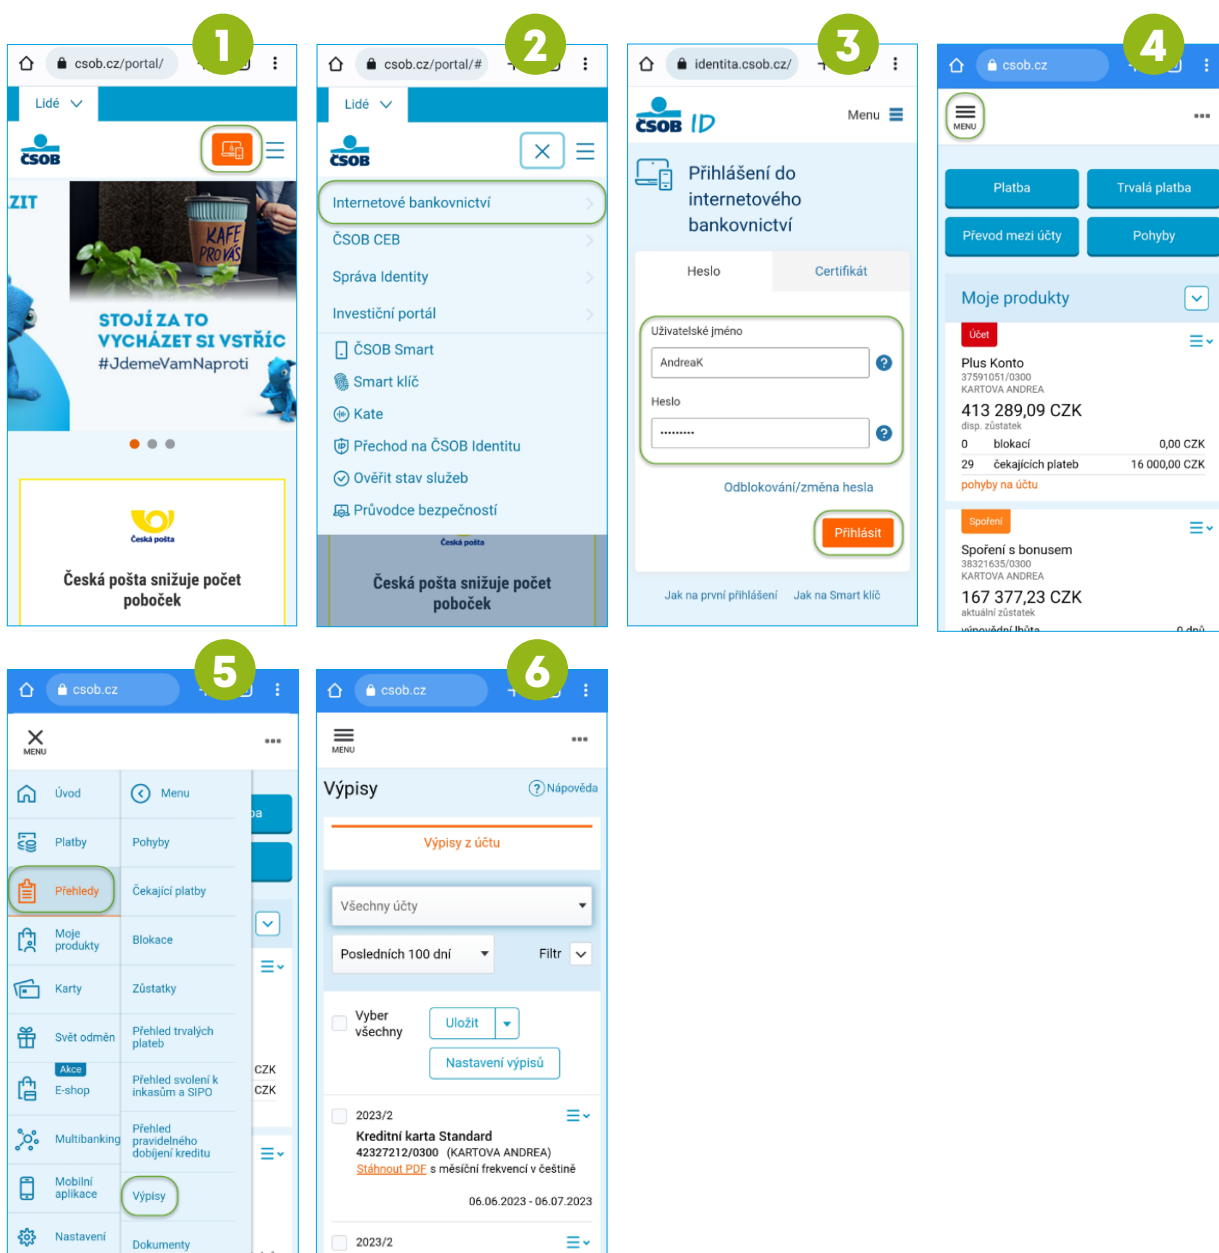 1
csob.cz/portal/
Lidé
ČSOB
ZIT
KAFE
PRO VÁS
STOJÍ ZA TO
VYCHÁZET SI VSTŘÍC
#JdemeVamNaproti
Česká pošta
Česká pošta snižuje počet
poboček
2
csob.cz/portal/#
Lidé
ČSOB
Internetové bankovnictví
ČSOB CEB
Správa Identity
Investiční portál
ČSOB Smart
Smart klíč
Kate
Přechod na ČSOB Identitu
Ověřit stav služeb
Průvodce bezpečností
Česká pošta
Česká pošta snižuje počet
poboček
3
identita.csob.cz/
ČSOB ID
Menu
Přihlášení do
internetového
bankovnictví
Heslo Certifikát
Uživatelské jméno
AndreaK
?
Heslo
•••••••••
?
Odblokování/změna hesla
Přihlásit
Jak na první přihlášení Jak na Smart klíč
4
csob.cz
MENU
Platba Trvalá platba
Převod mezi účty Pohyby
Moje produkty
Účet
Plus Konto
37591051/0300
KARTOVA ANDREA
413 289,09 CZK
disp. zůstatek
0 blokací 0,00 CZK
29 čekajících plateb 16 000,00 CZK
pohyby na účtu
Spoření
Spoření s bonusem
38321635/0300
KARTOVA ANDREA
167 377,23 CZK
aktuální zůstatek
výpovědní lhůta 0 dnů
5
csob.cz
MENU
Úvod
Platby
Přehledy
Moje
produkty
Karty
Svět odměn
Akce
E-shop
Multibanking
Mobilní
aplikace
Nastavení
Menu
Pohyby
Čekající platby
Blokace
Zůstatky
Přehled trvalých
plateb
Přehled svolení k
inkasům a SIPO
Přehled
pravidelného
dobíjení kreditu
Výpisy
Dokumenty
ba
CZK
CZK
6
csob.cz
MENU
Výpisy ? Nápověda
Výpisy z účtu
Všechny účty
Posledních 100 dní Filtr
Vyber
všechny
Uložit
Nastavení výpisů
2023/2
Kreditní karta Standard
42327212/0300 (KARTOVA ANDREA)
Stáhnout PDF s měsíční frekvencí v češtině
06.06.2023 - 06.07.2023
2023/2